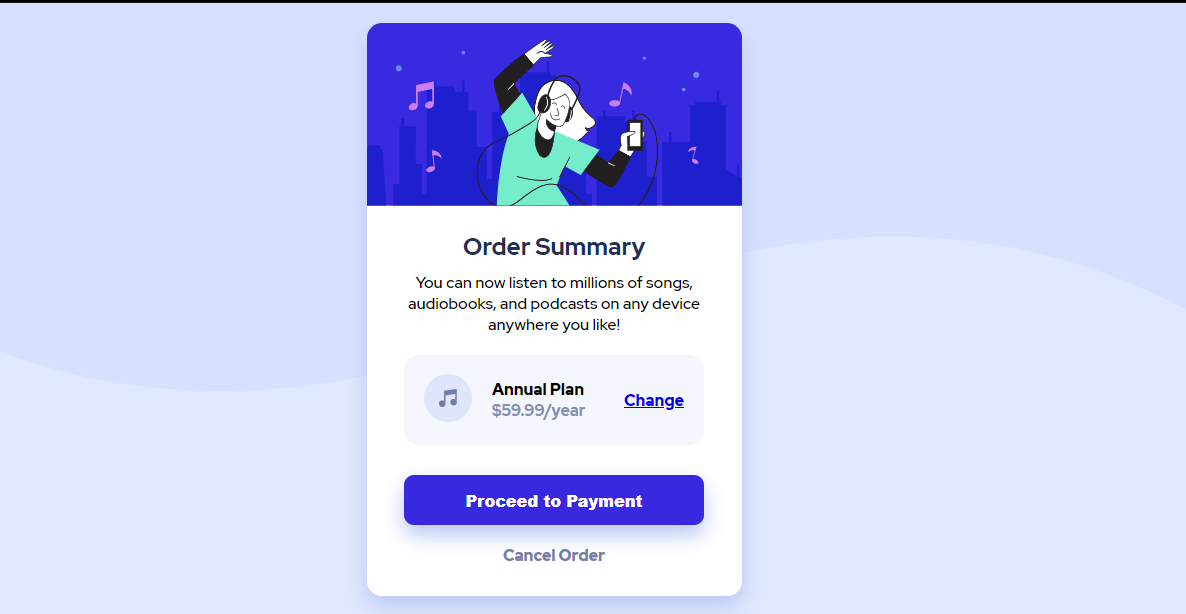 Order Summary
You can now listen to millions of songs,
audiobooks, and podcasts on any device
anywhere you like!
Annual Plan
$59.99/year
Change
Proceed to Payment
Cancel Order